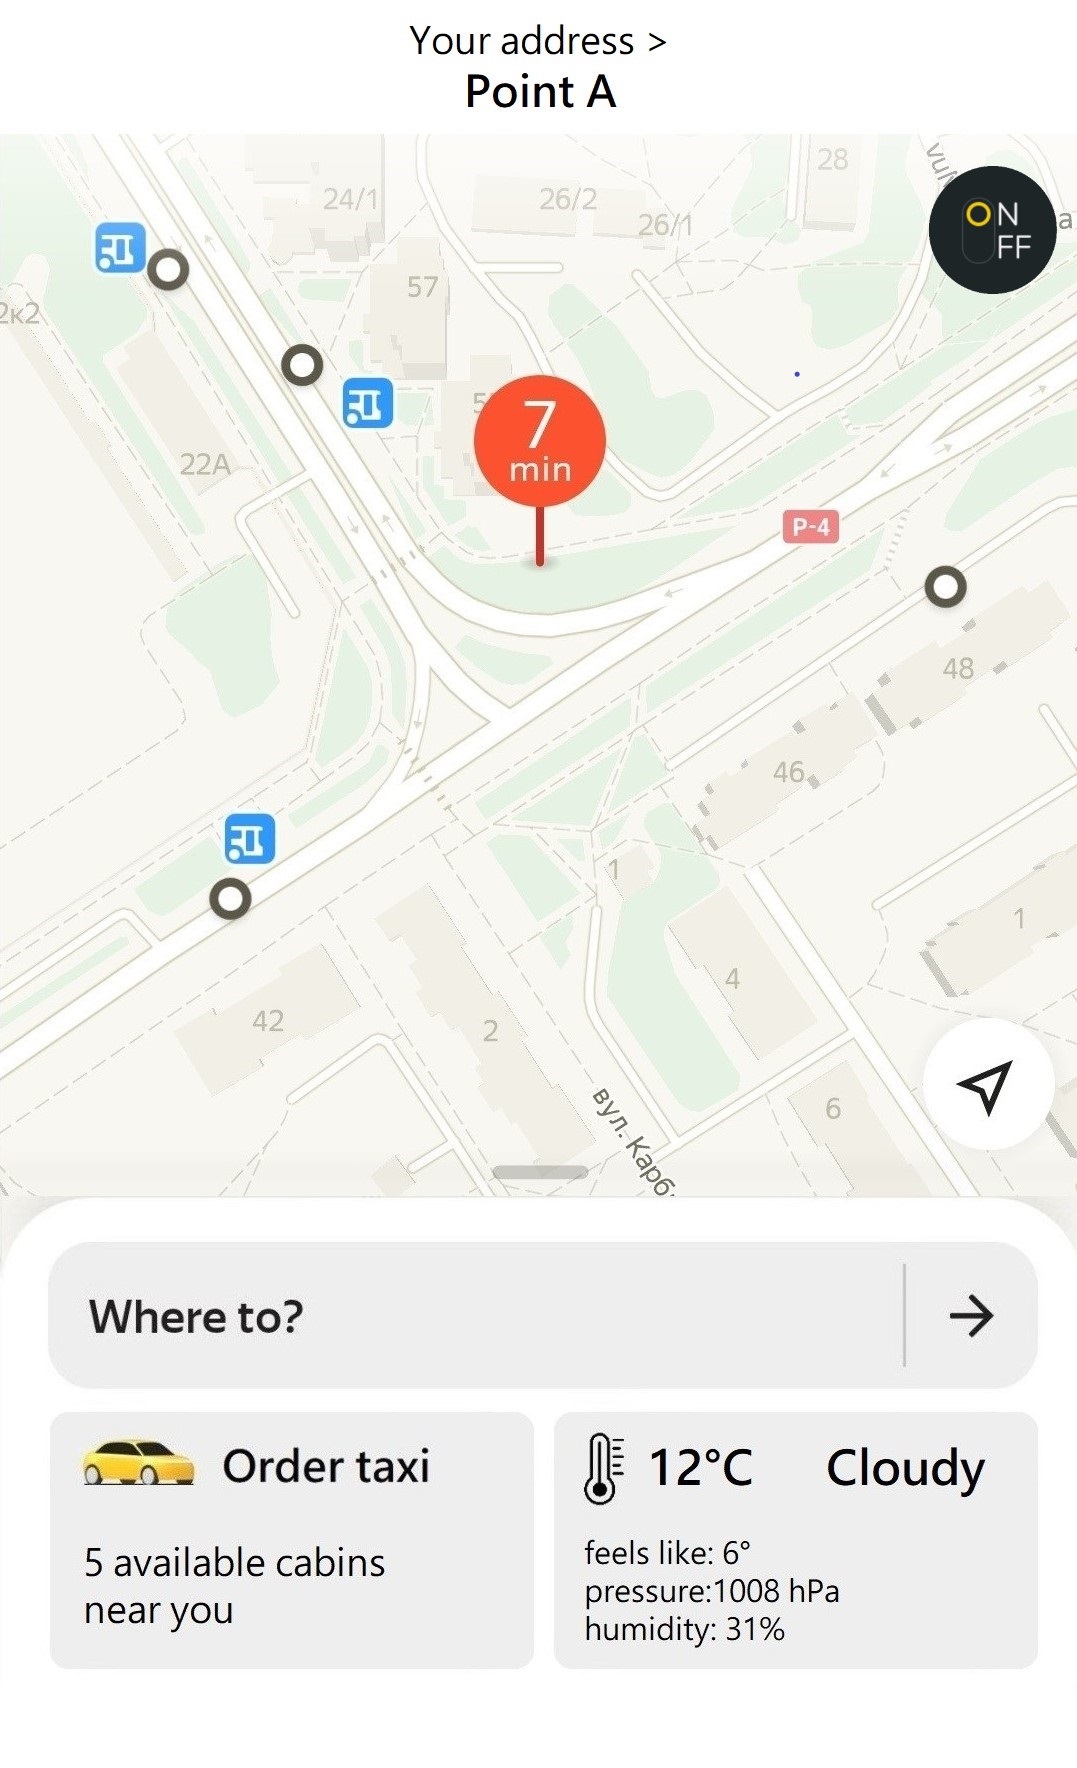 Your address >
Point A
28
24/1
26/2
26/1
ON
FF
57
2к2
22A
7
min
P-4
48
46
1
1
4
42
2
6
вул. Карб
Where to?
Order taxi
5 available cabins
near you
12°C Cloudy
feels like: 6°
pressure:1008 hPa
humidity: 31%